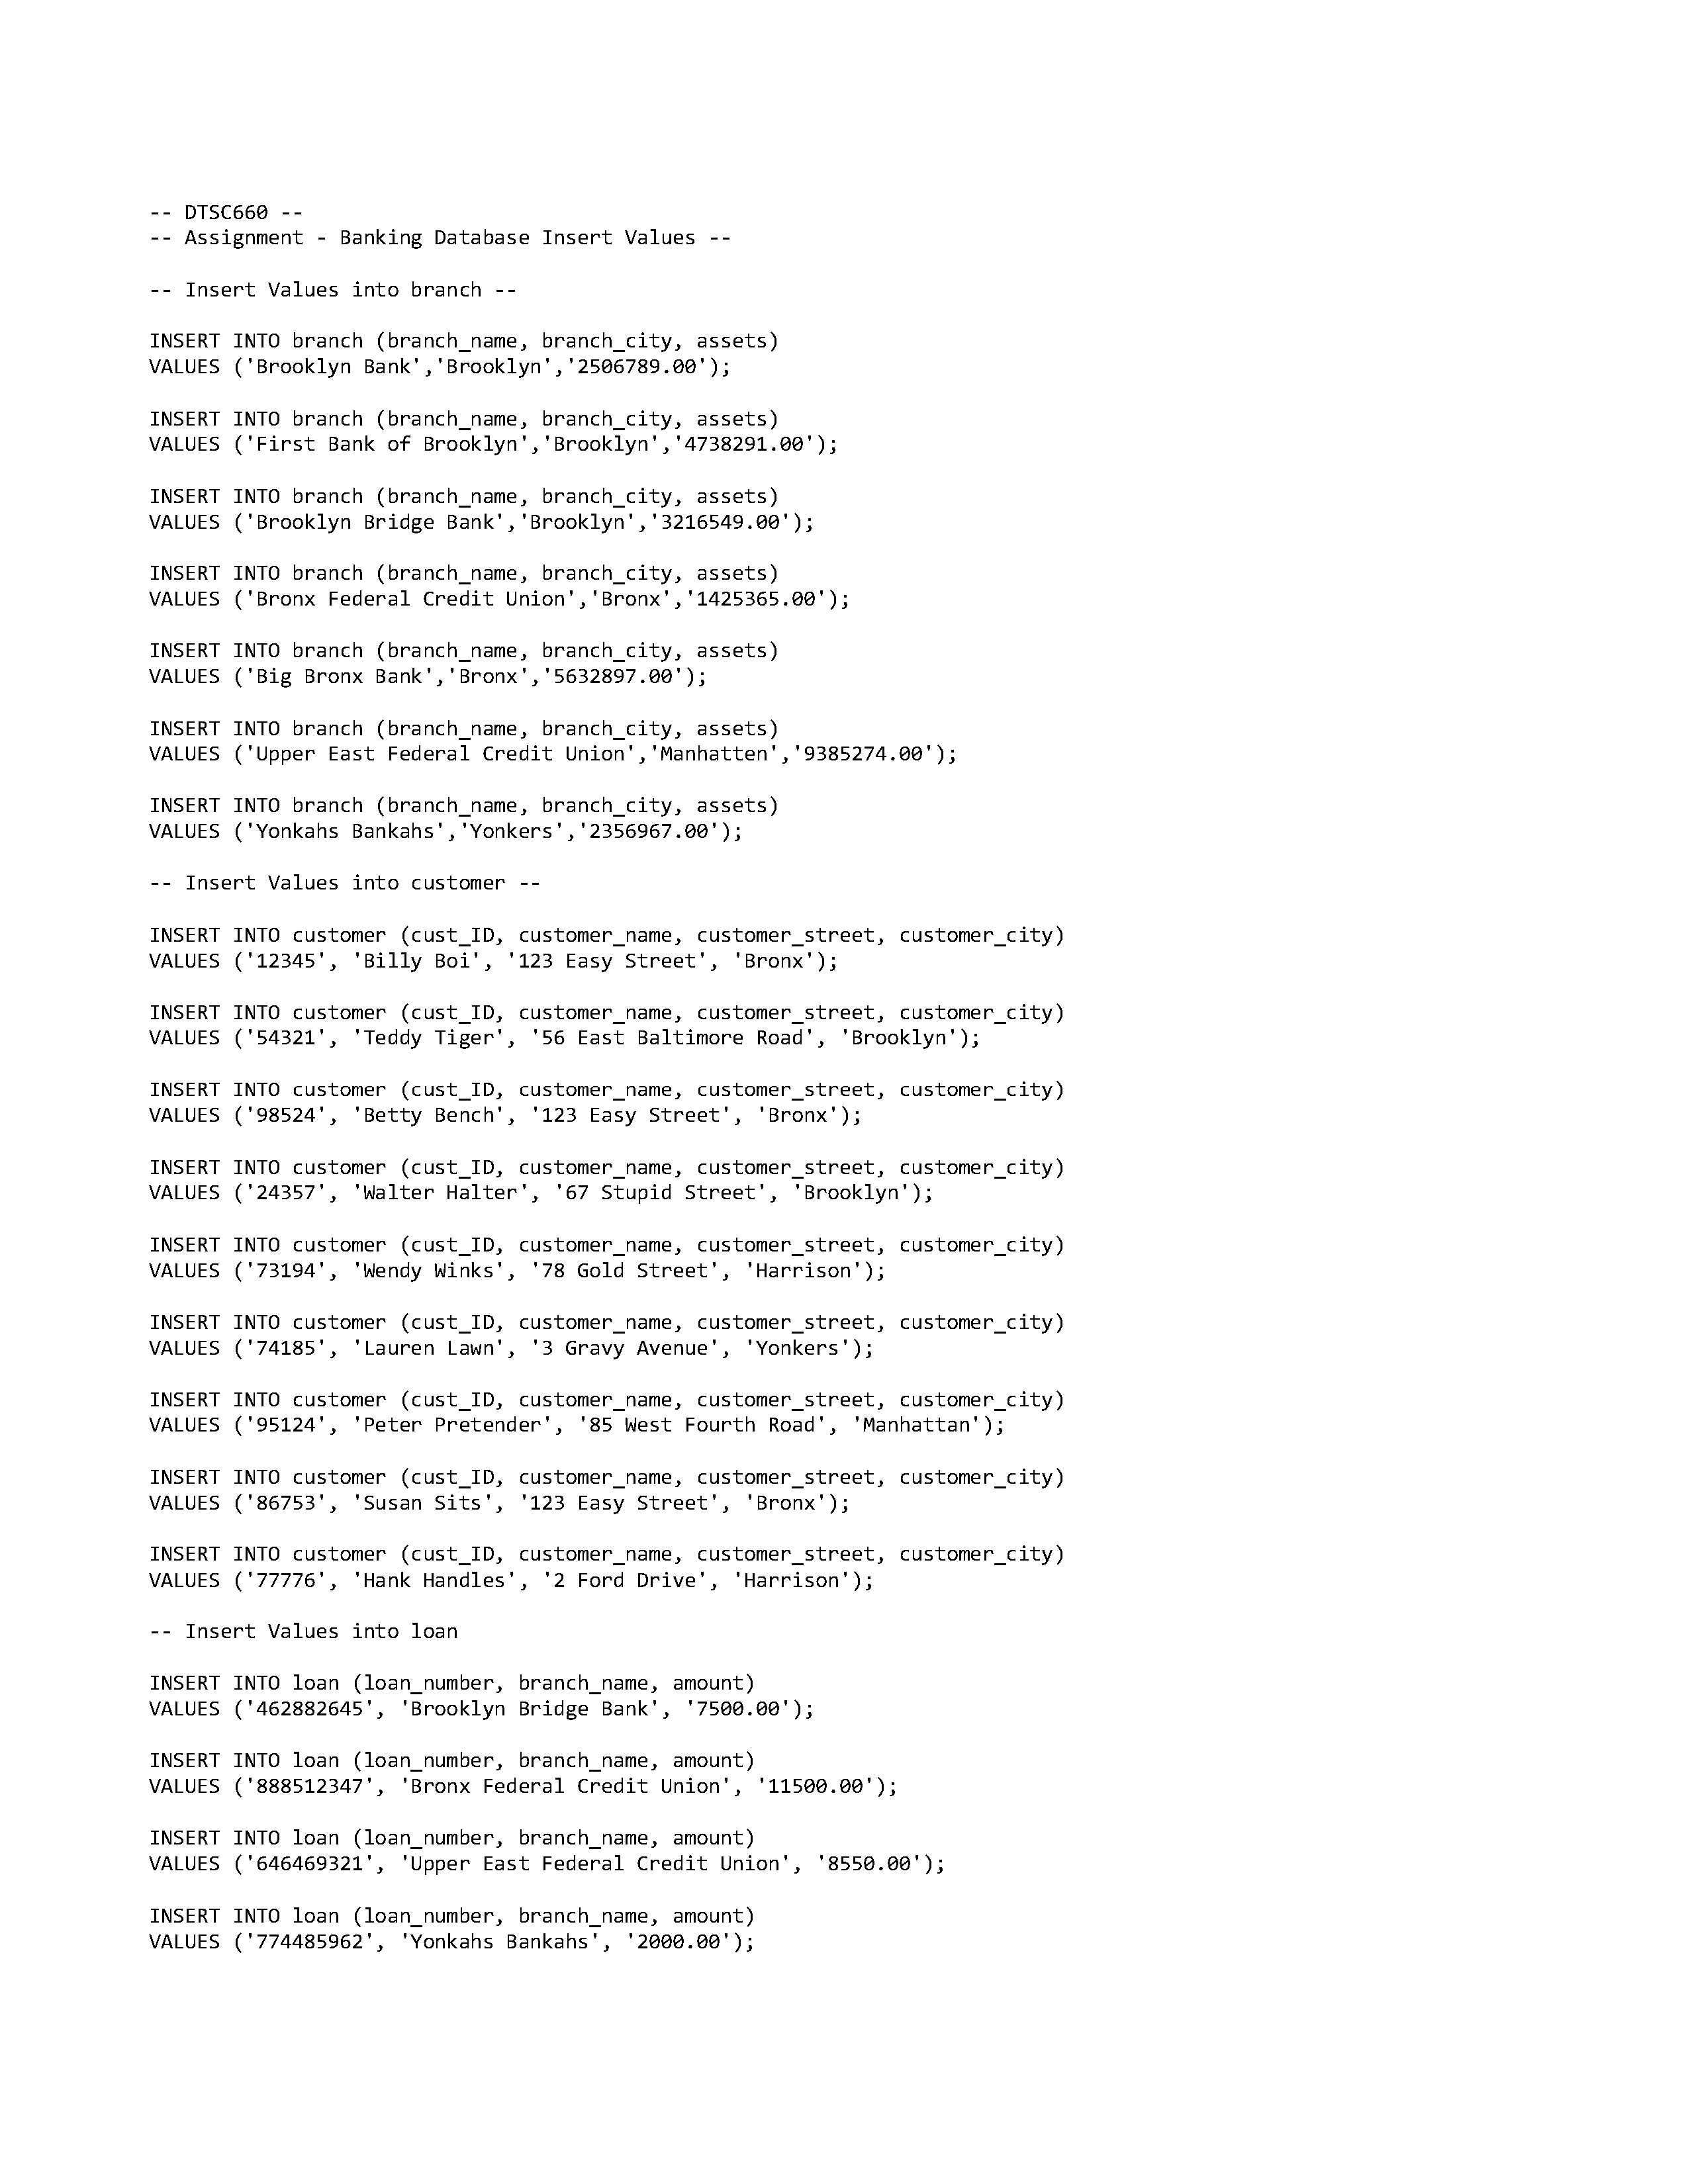 -- DTSC660 --
-- Assignment - Banking Database Insert Values --
-- Insert Values into branch --
INSERT INTO branch (branch_name, branch_city, assets)
VALUES ('Brooklyn Bank','Brooklyn','2506789.00');
INSERT INTO branch (branch_name, branch_city, assets)
VALUES ('First Bank of Brooklyn','Brooklyn','4738291.00');
INSERT INTO branch (branch_name, branch_city, assets)
VALUES ('Brooklyn Bridge Bank','Brooklyn','3216549.00');
INSERT INTO branch (branch_name, branch_city, assets)
VALUES ('Bronx Federal Credit Union','Bronx','1425365.00');
INSERT INTO branch (branch_name, branch_city, assets)
VALUES ('Big Bronx Bank','Bronx','5632897.00');
INSERT INTO branch (branch_name, branch_city, assets)
VALUES ('Upper East Federal Credit Union','Manhatten','9385274.00');
INSERT INTO branch (branch_name, branch_city, assets)
VALUES ('Yonkahs Bankahs','Yonkers','2356967.00');
-- Insert Values into customer --
INSERT INTO customer (cust_ID, customer_name, customer_street, customer_city)
VALUES ('12345', 'Billy Boi', '123 Easy Street', 'Bronx');
INSERT INTO customer (cust_ID, customer_name, customer_street, customer_city)
VALUES ('54321', 'Teddy Tiger', '56 East Baltimore Road', 'Brooklyn');
INSERT INTO customer (cust_ID, customer_name, customer_street, customer_city)
VALUES ('98524', 'Betty Bench', '123 Easy Street', 'Bronx');
INSERT INTO customer (cust_ID, customer_name, customer_street, customer_city)
VALUES ('24357', 'Walter Halter', '67 Stupid Street', 'Brooklyn');
INSERT INTO customer (cust_ID, customer_name, customer_street, customer_city)
VALUES ('73194', 'Wendy Winks', '78 Gold Street', 'Harrison');
INSERT INTO customer (cust_ID, customer_name, customer_street, customer_city)
VALUES ('74185', 'Lauren Lawn', '3 Gravy Avenue', 'Yonkers');
INSERT INTO customer (cust_ID, customer_name, customer_street, customer_city)
VALUES ('95124', 'Peter Pretender', '85 West Fourth Road', 'Manhattan');
INSERT INTO customer (cust_ID, customer_name, customer_street, customer_city)
VALUES ('86753', 'Susan Sits', '123 Easy Street', 'Bronx');
INSERT INTO customer (cust_ID, customer_name, customer_street, customer_city)
VALUES ('77776', 'Hank Handles', '2 Ford Drive', 'Harrison');
-- Insert Values into loan
INSERT INTO loan (loan_number, branch_name, amount)
VALUES ('462882645', 'Brooklyn Bridge Bank', '7500.00');
INSERT INTO loan (loan_number, branch_name, amount)
VALUES ('888512347', 'Bronx Federal Credit Union', '11500.00');
INSERT INTO loan (loan_number, branch_name, amount)
VALUES ('646469321', 'Upper East Federal Credit Union', '8550.00');
INSERT INTO loan (loan_number, branch_name, amount)
VALUES ('774485962', 'Yonkahs Bankahs', '2000.00');